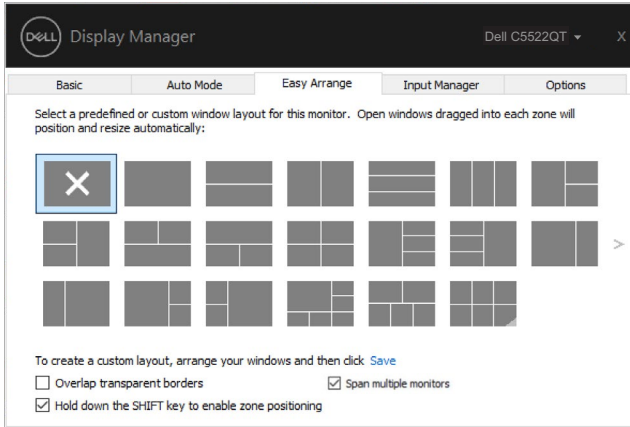 DELL Display Manager Dell C5522QT X
Basic Auto Mode Easy Arrange Input Manager Options
Select a predefined or custom window layout for this monitor. Open windows dragged into each zone will
position and resize automatically:
To create a custom layout, arrange your windows and then click Save
Overlap transparent borders Span multiple monitors
Hold down the SHIFT key to enable zone positioning